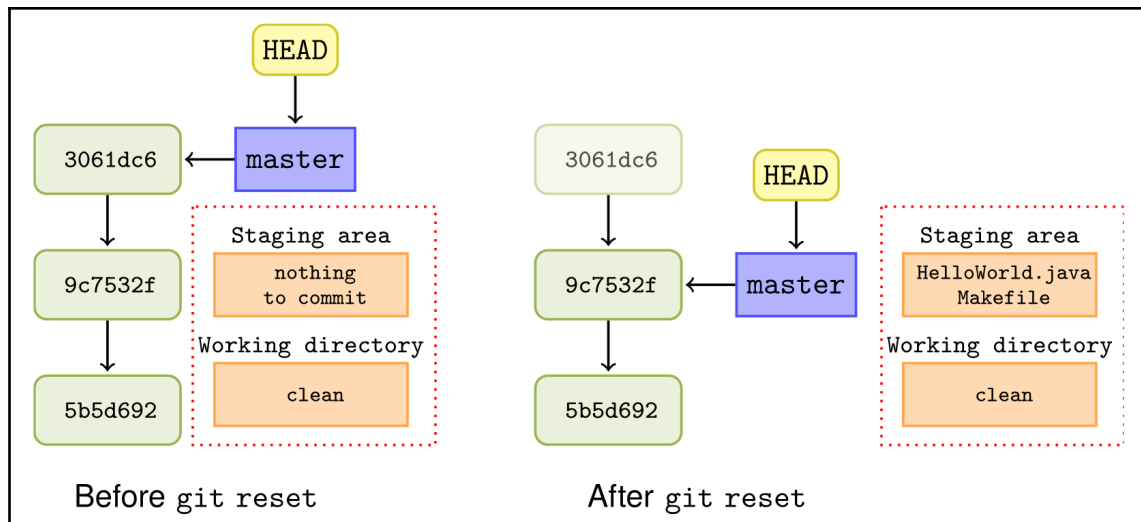 HEAD
3061dc6
master
Staging area
nothing
to commit
9c7532f
Working directory
clean
5b5d692
Before git reset
3061dc6
HEAD
9c7532f
master
5b5d692
Staging area
HelloWorld.java
Makefile
Working directory
clean
After git reset